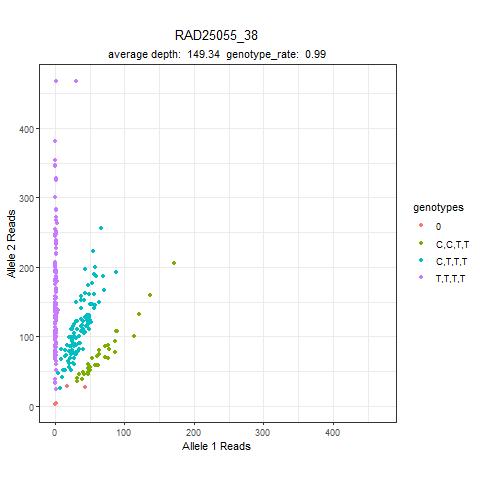 RAD25055_38
average depth:  149.34  genotype_rate:  0.99
Allele 2 Reads
400
300
200
100
0
0 100 200 300 400
Allele 1 Reads
genotypes
0
C,C,T,T
C,T,T,T
T,T,T,T